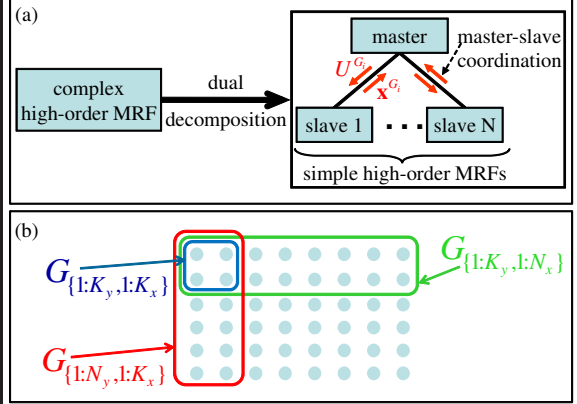 (a)
master
master-slave
coordination
U^{G_i}
x^{G_i}
complex
high-order MRF
dual
decomposition
slave 1
...
slave N
simple high-order MRFs
(b)
G_{\{1:K_y,1:K_x\}}
G_{\{1:K_y,1:N_x\}}
G_{\{1:N_y,1:K_x\}}